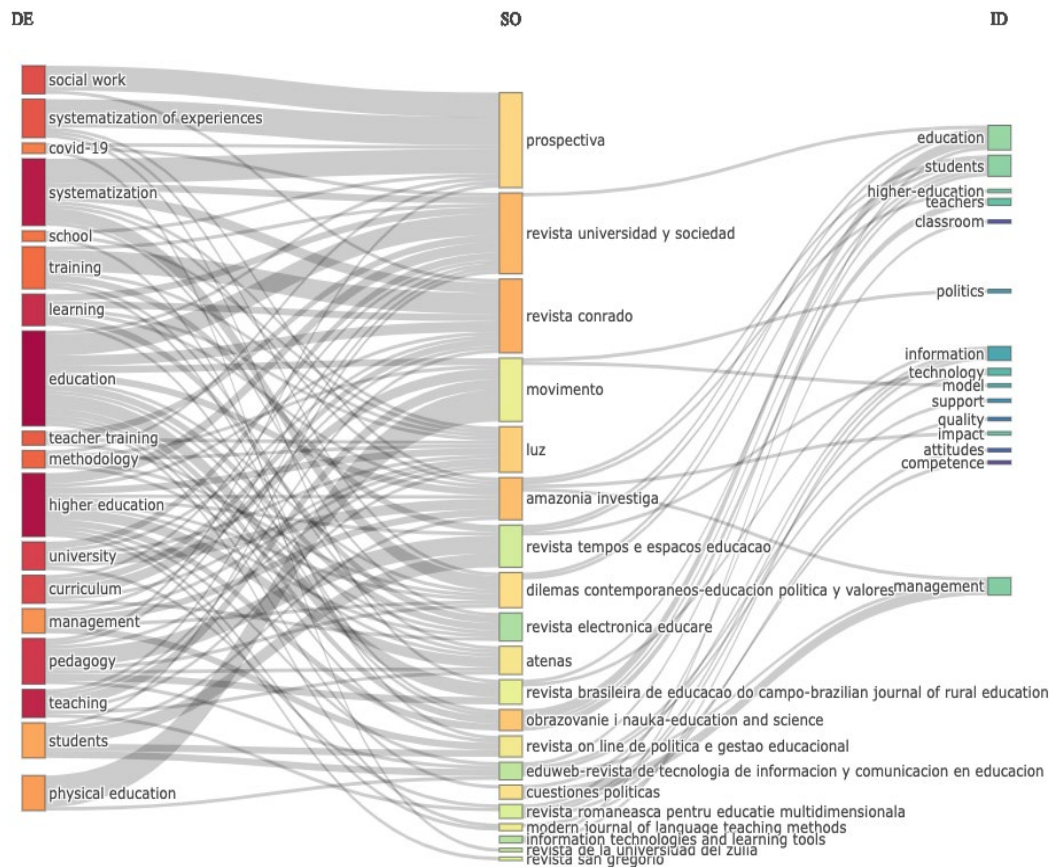 DE
SO
ID
social work
systematization of experiences
covid-19
systematization
school
training
learning
education
teacher training
methodology
higher education
university
curriculum
management
pedagogy
teaching
students
physical education
prospectiva
revista universidad y sociedad
revista conrado
movimento
luz
amazonia investiga
revista tempos e espacos educacao
dilemas contemporaneos-educacion politica y valores
revista electronica educare
atenas
revista brasileira de educacao do campo-brazilian journal of rural education
obrazovanie i nauka-education and science
revista on line de politica e gestao educacional
eduweb-revista de tecnologia de informacion y comunicacion en educacion
cuestiones politicas
revista romaneasca pentru educatie multidimensionala
modern journal of language teaching methods
information technologies and learning tools
revista de la universidad del zulia
revista san gregorio
education
students
higher-education
teachers
classroom
politics
information
technology
model
support
quality
impact
attitudes
competence
management